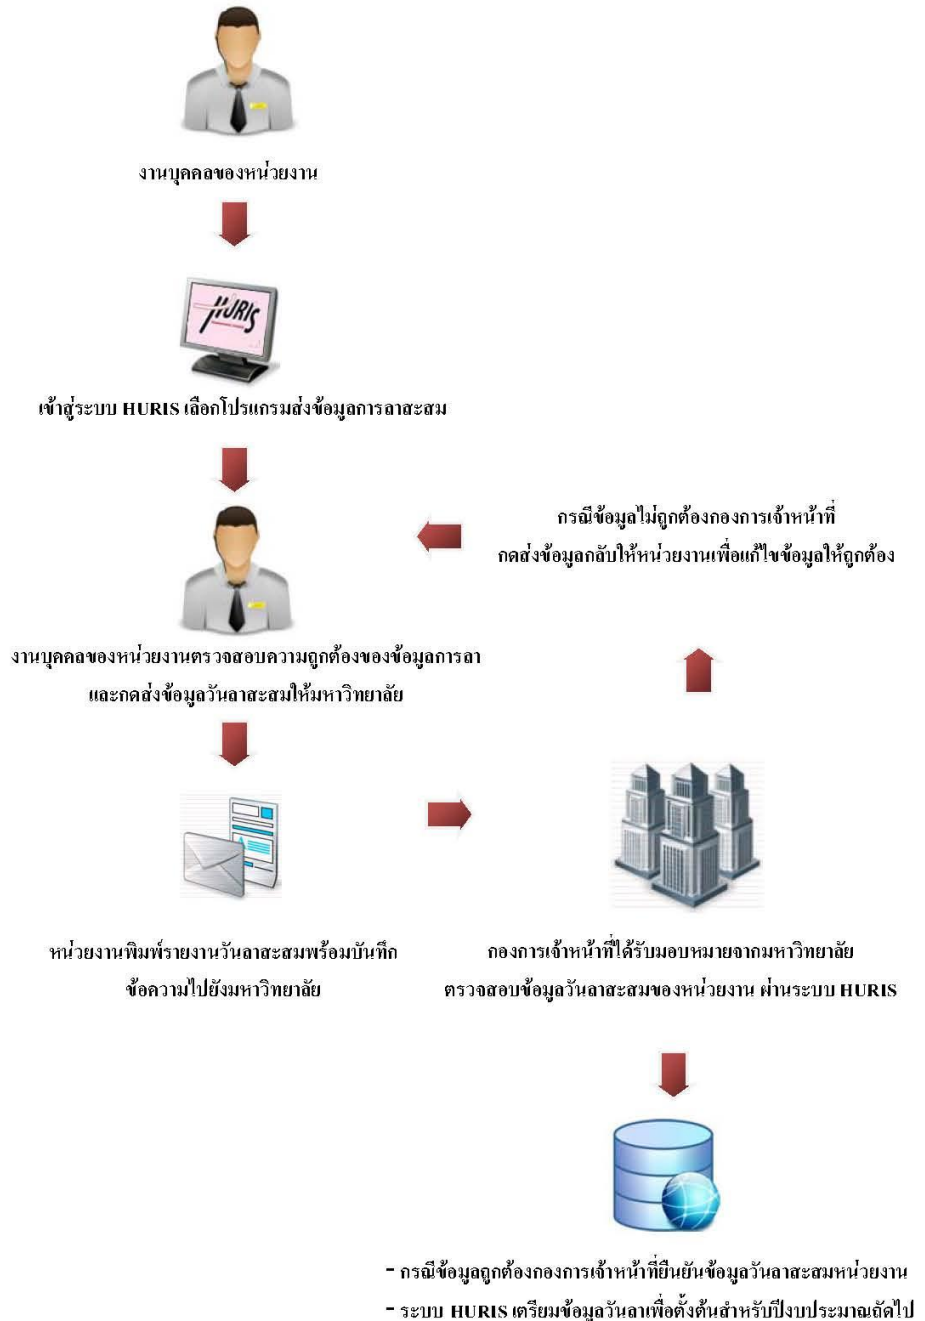 งานบุคคลของหน่วยงาน
HURIS
เข้าสู่ระบบ HURIS เลือกโปรแกรมส่งข้อมูลการลาสะสม
กรณีข้อมูลไม่ถูกต้องกองการเจ้าหน้าที่
กดส่งข้อมูลกลับให้หน่วยงานเพื่อแก้ไขข้อมูลให้ถูกต้อง
งานบุคคลของหน่วยงานตรวจสอบความถูกต้องของข้อมูลการลา
และกดส่งข้อมูลวันลาสะสมให้มหาวิทยาลัย
หน่วยงานพิมพ์รายงานวันลาสะสมพร้อมบันทึก
ข้อความไปยังมหาวิทยาลัย
กองการเจ้าหน้าที่ได้รับมอบหมายจากมหาวิทยาลัย
ตรวจสอบข้อมูลวันลาสะสมของหน่วยงาน ผ่านระบบ HURIS
- กรณีข้อมูลถูกต้องกองการเจ้าหน้าที่ยืนยันข้อมูลวันลาสะสมหน่วยงาน
- ระบบ HURIS เตรียมข้อมูลวันลาเพื่อตั้งต้นสำหรับปีงบประมาณถัดไป